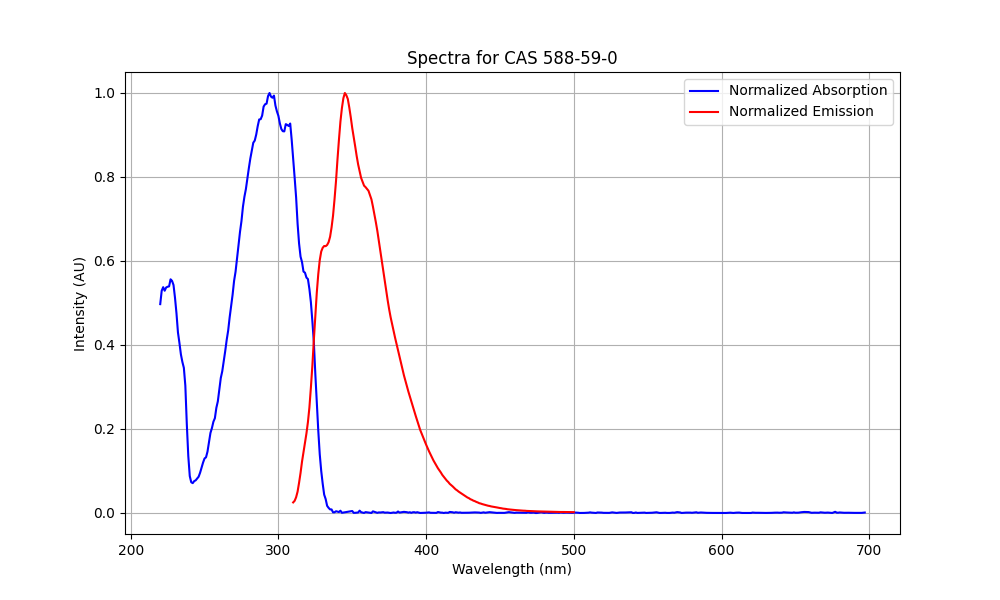 Spectra for CAS 588-59-0
Normalized Absorption
Normalized Emission
Intensity (AU)
1.0
0.8
0.6
0.4
0.2
0.0
200 300 400 500 600 700
Wavelength (nm)